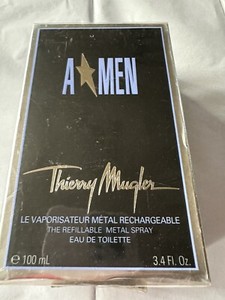 A★MEN
Thierry Mugler
LE VAPORISATEUR MÉTAL RECHARGEABLE
THE REFILLABLE METAL SPRAY
EAU DE TOILETTE
℮ 100 mL 3.4 Fl. Oz.